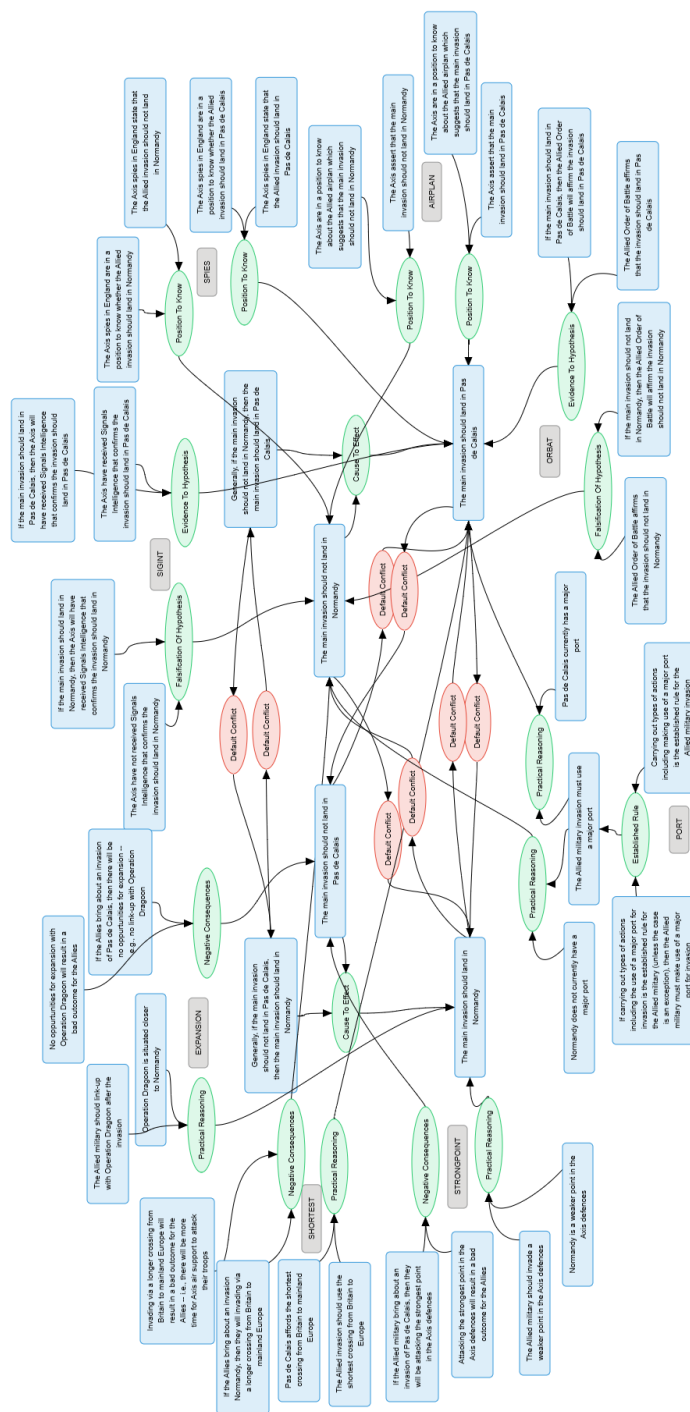 The Axis spies in England state that
the Allied invasion should not land
in Normandy
The Axis spies in England are in a
position to know whether the Allied
invasion should land in Pas de Calais
The Axis spies in England state that
the Allied invasion should land in
Pas de Calais
The Axis are in a position to know
about the Allied airplan which
suggests that the main invasion
should not land in Normandy
The Axis assert that the main
invasion should not land in Normandy
AIRPLAN
The Axis are in a position to know
about the Allied airplan which
suggests that the main invasion
should land in Pas de Calais
The Axis assert that the main
invasion should land in Pas de Calais
The Axis spies in England are in a
position to know whether the Allied
invasion should land in Normandy
Position To Know
SPIES
Position To Know
Position To Know
Position To Know
If the main invasion should land in
Pas de Calais, then the Allied Order
of Battle will affirm the invasion
should land in Pas de Calais
The Allied Order of Battle affirms
that the invasion should land in Pas
de Calais
If the main invasion should land in
Pas de Calais, then the Axis will
have received Signals Intelligence
that confirms the invasion should
land in Pas de Calais
The Axis have received Signals
Intelligence that confirms the
invasion should land in Pas de Calais
Evidence To Hypothesis
SIGINT
Generally, if the main invasion
should not land in Normandy, then the
main invasion should land in Pas de
Calais
Cause To Effect
The main invasion should land in Pas
de Calais
ORBAT
Evidence To Hypothesis
If the main invasion should not land
in Normandy, then the Allied Order of
Battle will affirm the invasion
should not land in Normandy
Falsification Of Hypothesis
The Allied Order of Battle affirms
that the invasion should not land in
Normandy
If the main invasion should land in
Normandy, then the Axis will have
received Signals Intelligence that
confirms the invasion should land in
Normandy
Falsification Of Hypothesis
The Axis have not received Signals
Intelligence that confirms the
invasion should land in Normandy
The main invasion should not land in
Normandy
Default Conflict
Default Conflict
Default Conflict
Default Conflict
Default Conflict
Default Conflict
Default Conflict
Default Conflict
Pas de Calais currently has a major
port
Practical Reasoning
The Allied military invasion must use
a major port
Carrying out types of actions
including making use of a major port
is the established rule for the
Allied military invasion
Established Rule
PORT
Practical Reasoning
Normandy does not currently have a
major port
If carrying out types of actions
including the use of a major port for
invasion is the established rule for
the Allied military (unless the case
is an exception), then the Allied
military must make use of a major
port for invasion
If the Allies bring about an invasion
of Pas de Calais, then there will be
no opportunities for expansion --
e.g., no link-up with Operation
Dragoon
No opportunities for expansion with
Operation Dragoon will result in a
bad outcome for the Allies
Negative Consequences
EXPANSION
The main invasion should not land in
Pas de Calais
Generally, if the main invasion
should not land in Pas de Calais,
then the main invasion should land in
Normandy
Cause To Effect
The main invasion should land in
Normandy
The Allied military should link-up
with Operation Dragoon after the
invasion
Operation Dragoon is situated closer
to Normandy
Practical Reasoning
Invading via a longer crossing from
Britain to mainland Europe will
result in a bad outcome for the
Allies -- i.e., there will be more
time for Axis air support to attack
their troops
If the Allies bring about an invasion
Normandy, then they will invading via
a longer crossing from Britain to
mainland Europe
Negative Consequences
SHORTEST
Practical Reasoning
Pas de Calais affords the shortest
crossing from Britain to mainland
Europe
The Allied invasion should use the
shortest crossing from Britain to
Europe
Negative Consequences
STRONGPOINT
Practical Reasoning
If the Allied military bring about an
invasion of Pas de Calais, then they
will be attacking the strongest point
in the Axis defences
Attacking the strongest point in the
Axis defences will result in a bad
outcome for the Allies
The Allied military should invade a
weaker point in the Axis defences
Normandy is a weaker point in the
Axis defences